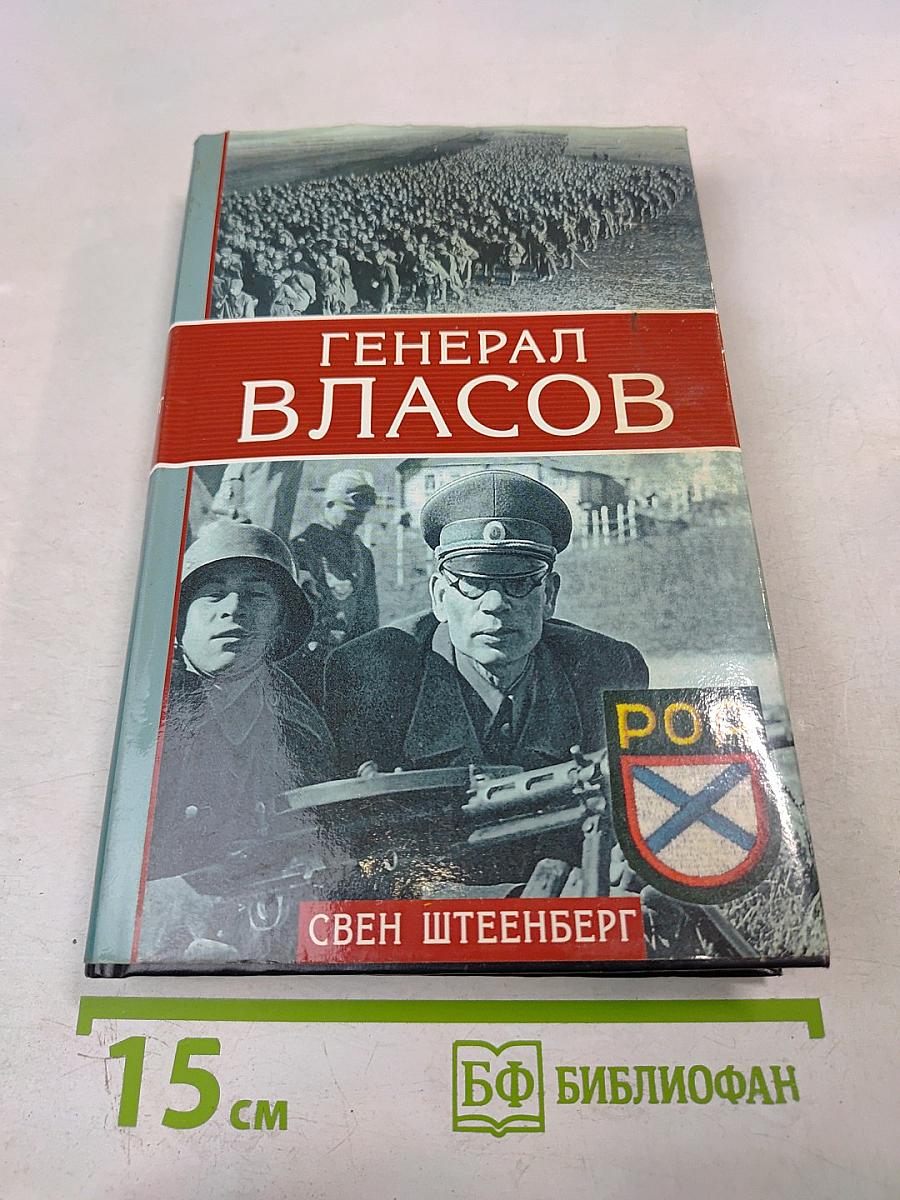 ГЕНЕРАЛ
ВЛАСОВ
РОА
СВЕН ШТЕЕНБЕРГ
15 см
БФ БИБЛИОФАН